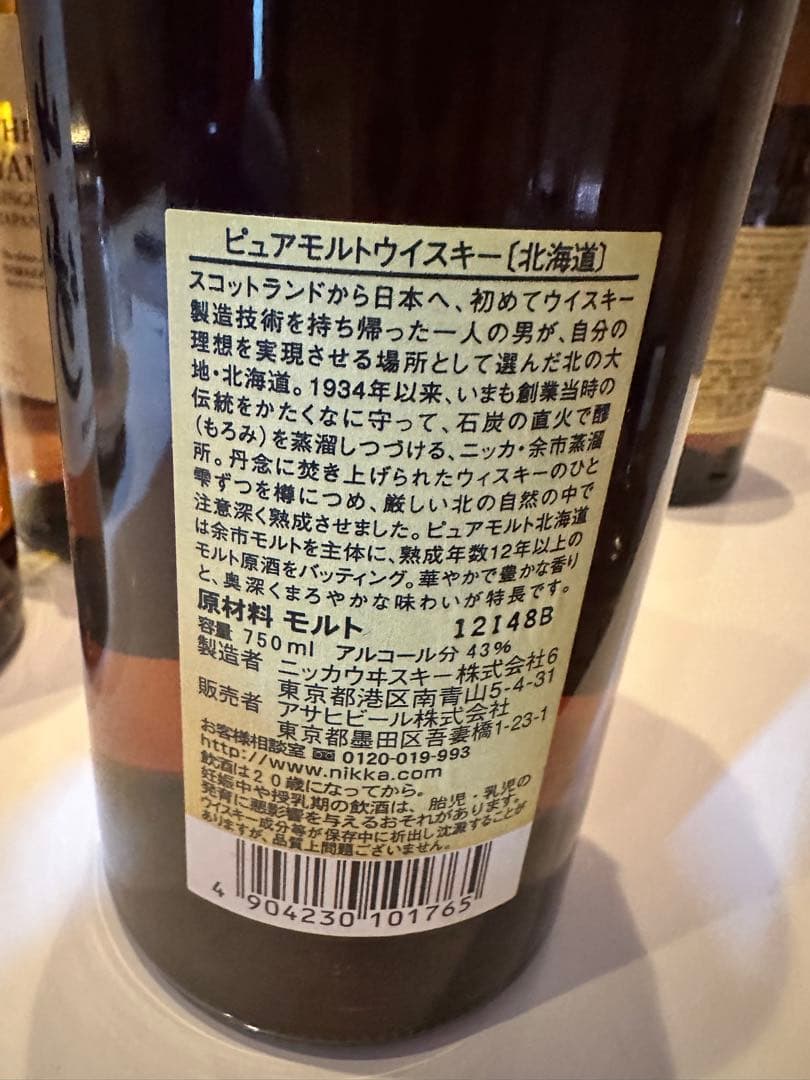 ピュアモルトウイスキー〔北海道〕
スコットランドから日本へ、初めてウイスキー
製造技術を持ち帰った一人の男が、自分の
理想を実現させる場所として選んだ北の大
地・北海道。1934年以来、いまも創業当時の
伝統をかたくなに守って、石炭の直火で醪
(もろみ)を蒸溜しつづける、ニッカ・余市蒸溜
所。丹念に焚き上げられたウィスキーのひと
雫ずつを樽につめ、厳しい北の自然の中で
注意深く熟成させました。ピュアモルト北海道
は余市モルトを主体に、熟成年数12年以上の
モルト原酒をバッティング。華やかで豊かな香り
と、奥深くまろやかな味わいが特長です。
原材料 モルト 12I48B
容量 750ml アルコール分 43%
製造者 ニッカウヰスキー株式会社6
東京都港区南青山5-4-31
販売者 アサヒビール株式会社
東京都墨田区吾妻橋1-23-1
お客様相談室 0120-019-993
http://www.nikka.com
飲酒は20歳になってから。
妊娠中や授乳期の飲酒は、胎児・乳児の
発育に悪影響を与えるおそれがあります。
ウイスキー成分等が保存中に析出し沈澱することが
ありますが、品質上問題ございません。
4 904230 101765